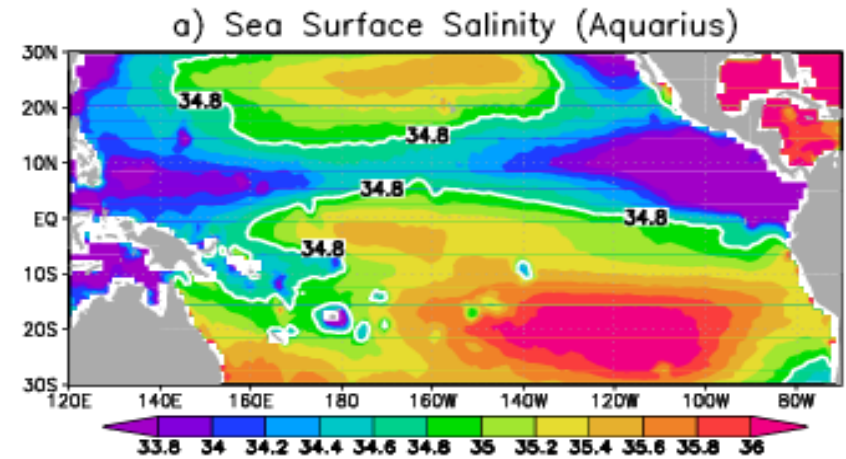 a) Sea Surface Salinity (Aquarius)
30N
34.8
20N
34.8
10N
34.8
34.8
EQ
34.8
10S
20S
30S
120E 140E 160E 180 160W 140W 120W 100W 80W
33.8 34 34.2 34.4 34.6 34.8 35 35.2 35.4 35.6 35.8 36